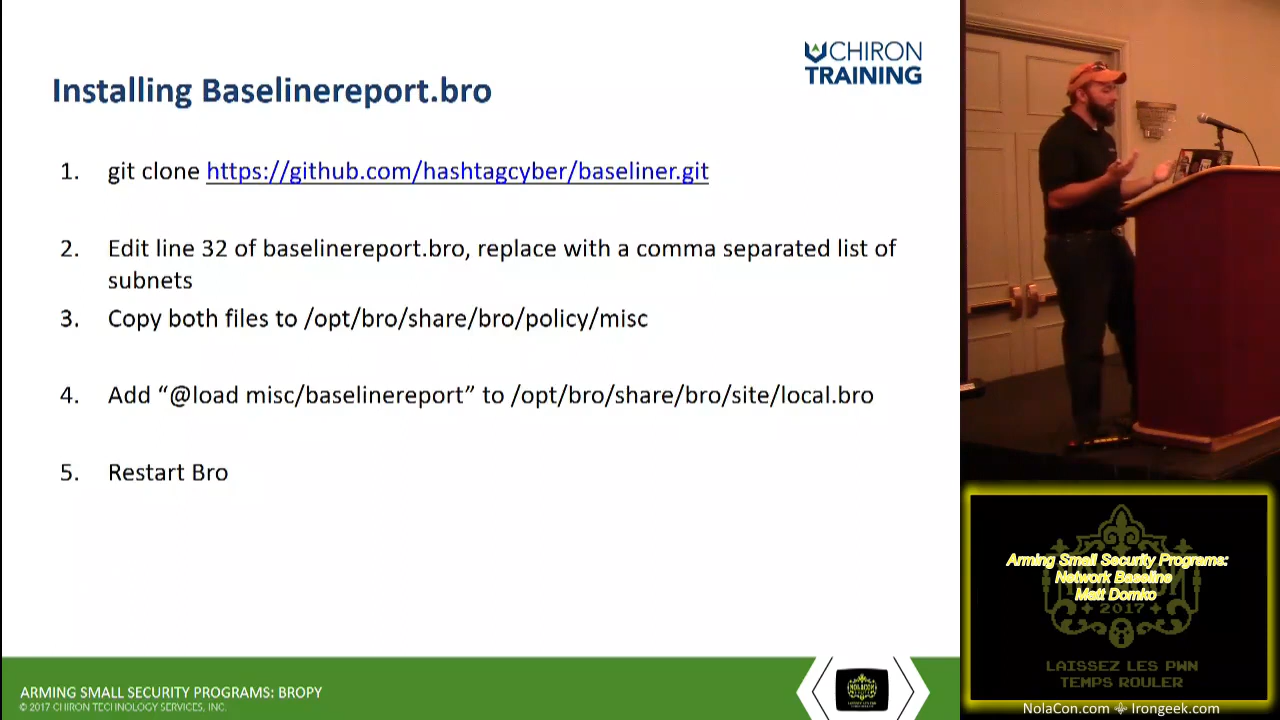 CHIRON
TRAINING
Installing Baselinereport.bro
1. git clone https://github.com/hashtagcyber/baseliner.git
2. Edit line 32 of baselinereport.bro, replace with a comma separated list of
subnets
3. Copy both files to /opt/bro/share/bro/policy/misc
4. Add “@load misc/baselinereport” to /opt/bro/share/bro/site/local.bro
5. Restart Bro
ARMING SMALL SECURITY PROGRAMS: BROPY
© 2017 CHIRON TECHNOLOGY SERVICES, INC.
Arming Small Security Programs:
Network Baseline
Matt Domko
2017
LAISSEZ LES PWN
TEMPS ROULER
NolaCon.com Irongeek.com